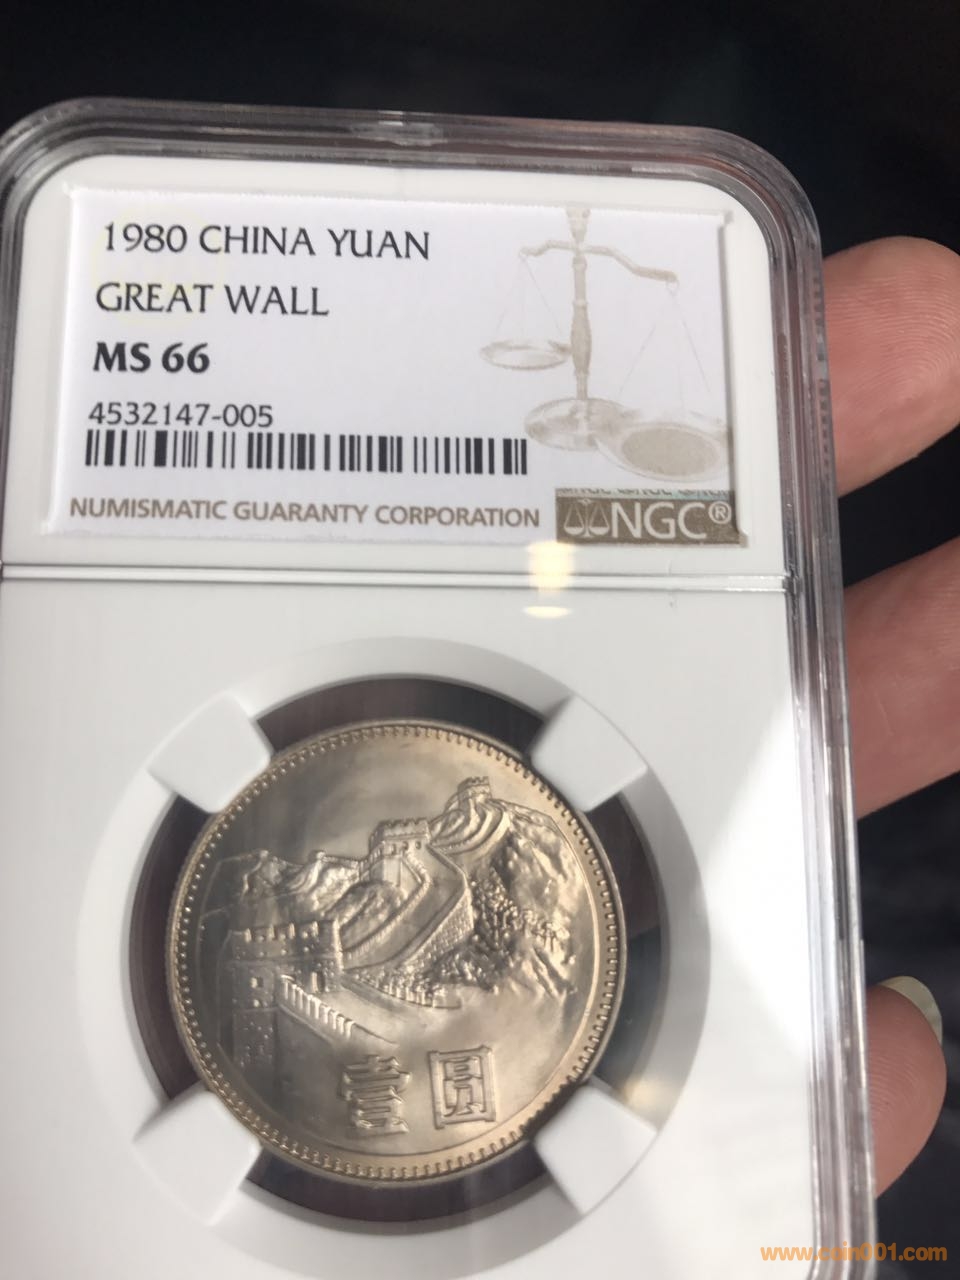 1980 CHINA YUAN
GREAT WALL
MS 66
4532147-005
NUMISMATIC GUARANTY CORPORATION
NGC®
壹圆
www.coin001.com